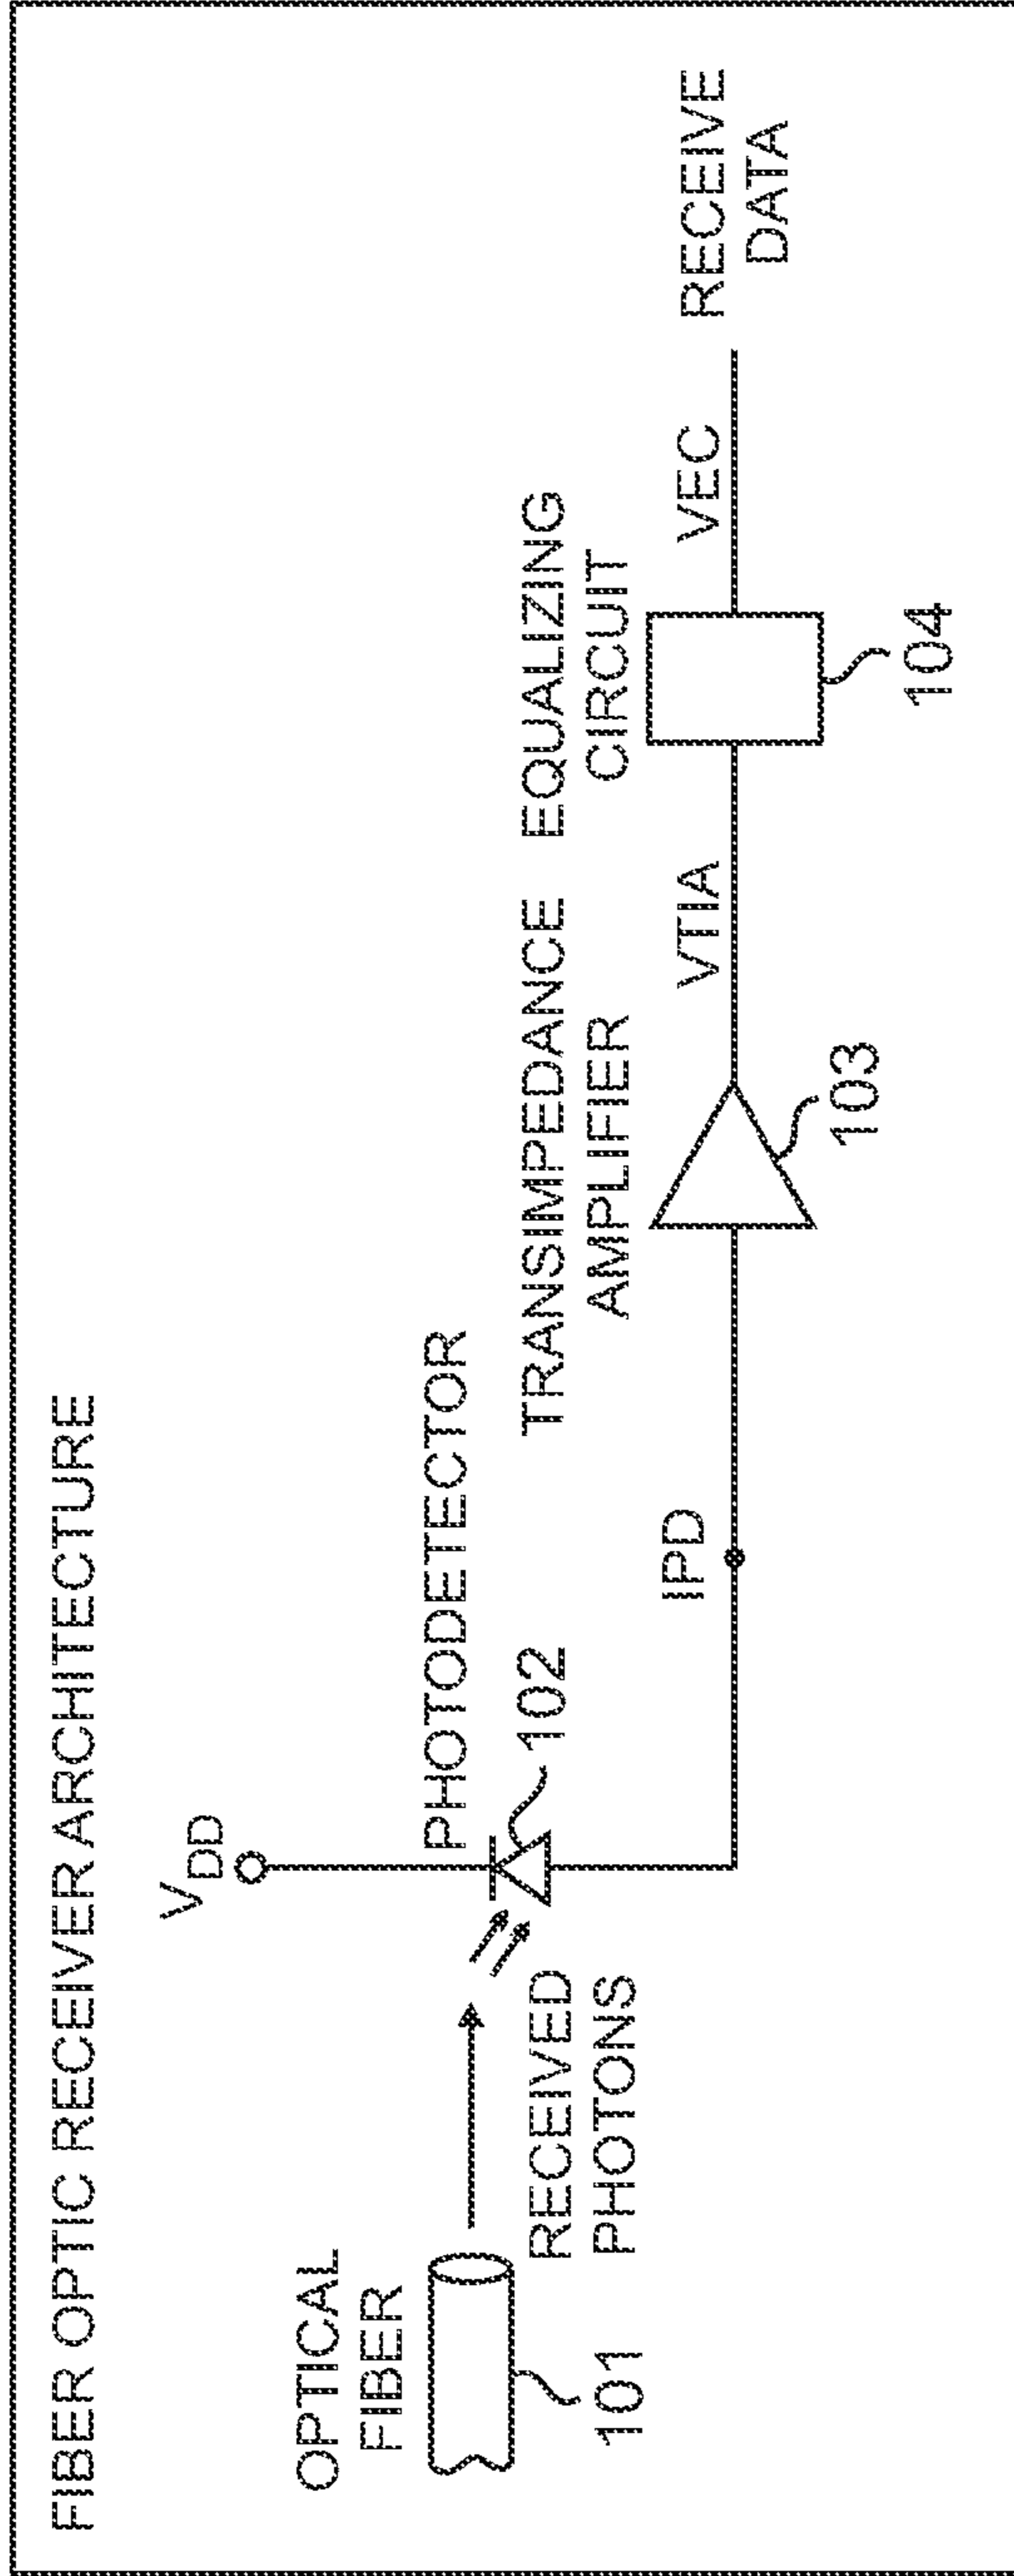 FIBER OPTIC RECEIVER ARCHITECTURE
VDD
OPTICAL
FIBER
101
RECEIVED
PHOTONS
PHOTODETECTOR
102
IPD
TRANSIMPEDANCE
AMPLIFIER
103
VTIA
EQUALIZING
CIRCUIT
104
VEC
RECEIVE
DATA